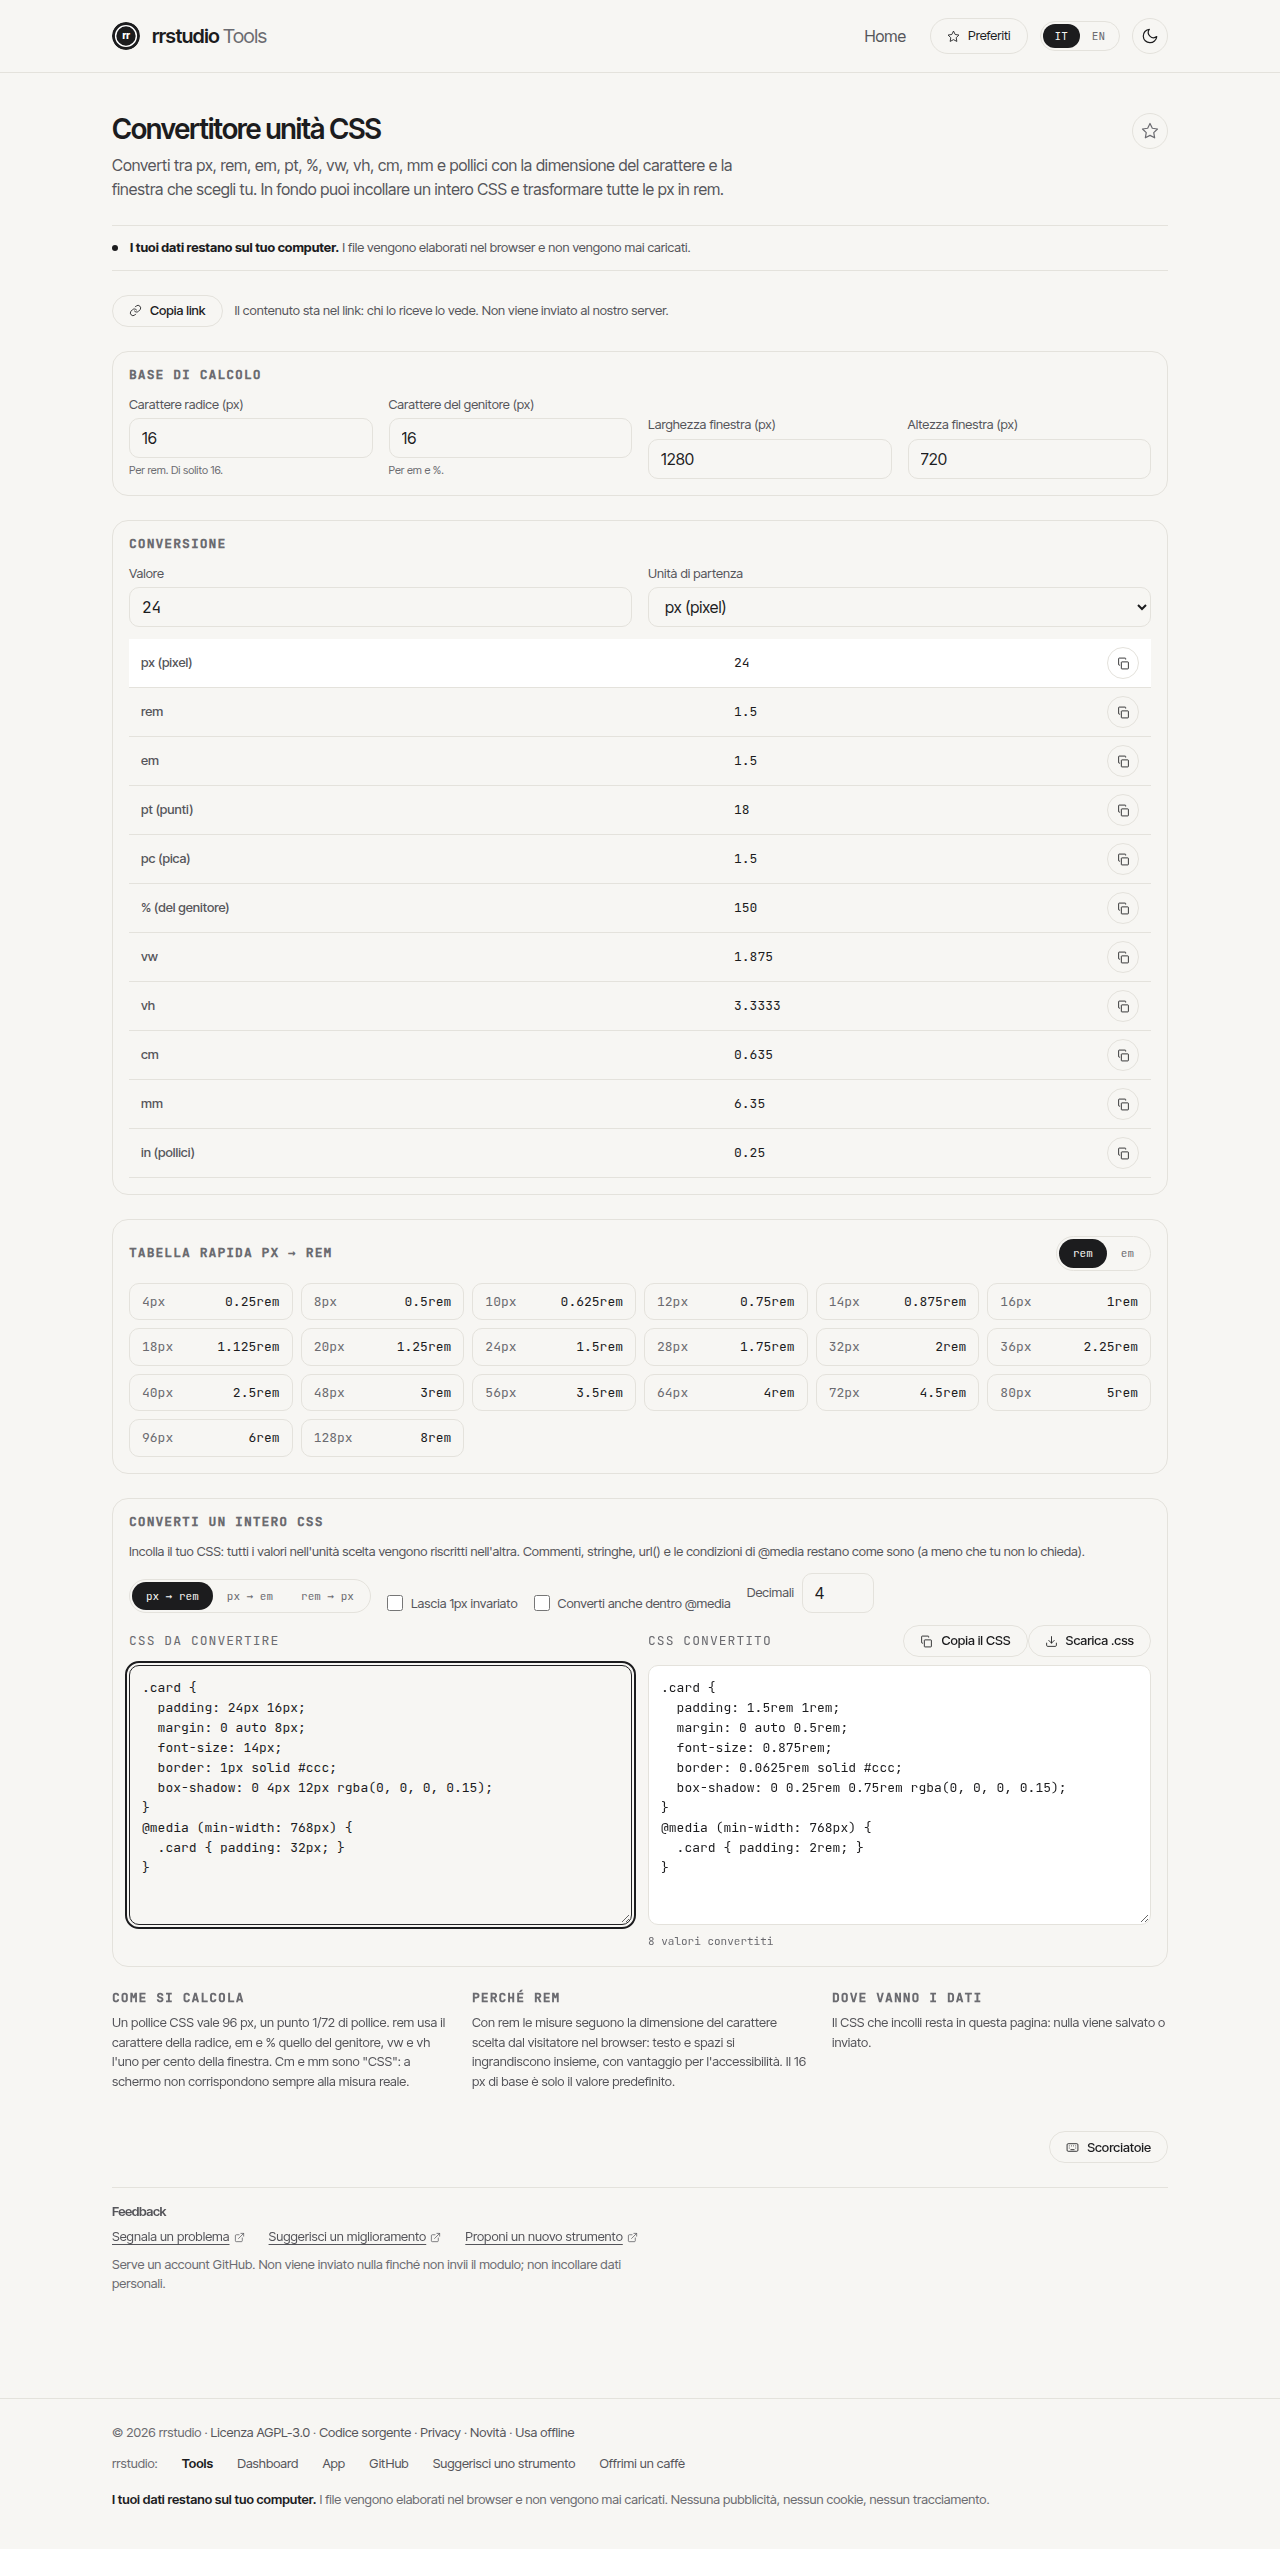 rr rrstudio Tools
Home
Preferiti
IT EN
Convertitore unità CSS
Converti tra px, rem, em, pt, %, vw, vh, cm, mm e pollici con la dimensione del carattere e la
finestra che scegli tu. In fondo puoi incollare un intero CSS e trasformare tutte le px in rem.
I tuoi dati restano sul tuo computer. I file vengono elaborati nel browser e non vengono mai caricati.
Copia link
Il contenuto sta nel link: chi lo riceve lo vede. Non viene inviato al nostro server.
BASE DI CALCOLO
Carattere radice (px)
16
Per rem. Di solito 16.
Carattere del genitore (px)
16
Per em e %.
Larghezza finestra (px)
1280
Altezza finestra (px)
720
CONVERSIONE
Valore
24
Unità di partenza
px (pixel)
px (pixel) 24
rem 1.5
em 1.5
pt (punti) 18
pc (pica) 1.5
% (del genitore) 150
vw 1.875
vh 3.3333
cm 0.635
mm 6.35
in (pollici) 0.25
TABELLA RAPIDA PX → REM
rem em
4px 0.25rem 8px 0.5rem 10px 0.625rem 12px 0.75rem 14px 0.875rem 16px 1rem
18px 1.125rem 20px 1.25rem 24px 1.5rem 28px 1.75rem 32px 2rem 36px 2.25rem
40px 2.5rem 48px 3rem 56px 3.5rem 64px 4rem 72px 4.5rem 80px 5rem
96px 6rem 128px 8rem
CONVERTI UN INTERO CSS
Incolla il tuo CSS: tutti i valori nell'unità scelta vengono riscritti nell'altra. Commenti, stringhe, url() e le condizioni di @media restano come sono (a meno che tu non lo chieda).
px → rem px → em rem → px
Lascia 1px invariato
Converti anche dentro @media
Decimali 4
CSS DA CONVERTIRE
.card {
  padding: 24px 16px;
  margin: 0 auto 8px;
  font-size: 14px;
  border: 1px solid #ccc;
  box-shadow: 0 4px 12px rgba(0, 0, 0, 0.15);
}
@media (min-width: 768px) {
  .card { padding: 32px; }
}
CSS CONVERTITO
Copia il CSS
Scarica .css
.card {
  padding: 1.5rem 1rem;
  margin: 0 auto 0.5rem;
  font-size: 0.875rem;
  border: 0.0625rem solid #ccc;
  box-shadow: 0 0.25rem 0.75rem rgba(0, 0, 0, 0.15);
}
@media (min-width: 768px) {
  .card { padding: 2rem; }
}
8 valori convertiti
COME SI CALCOLA
Un pollice CSS vale 96 px, un punto 1/72 di pollice. rem usa il
carattere della radice, em e % quello del genitore, vw e vh
l'uno per cento della finestra. Cm e mm sono "CSS": a
schermo non corrispondono sempre alla misura reale.
PERCHÉ REM
Con rem le misure seguono la dimensione del carattere
scelta dal visitatore nel browser: testo e spazi si
ingrandiscono insieme, con vantaggio per l'accessibilità. Il 16
px di base è solo il valore predefinito.
DOVE VANNO I DATI
Il CSS che incolli resta in questa pagina: nulla viene salvato o
inviato.
Scorciatoie
Feedback
Segnala un problema
Suggerisci un miglioramento
Proponi un nuovo strumento
Serve un account GitHub. Non viene inviato nulla finché non invii il modulo; non incollare dati
personali.
© 2026 rrstudio · Licenza AGPL-3.0 · Codice sorgente · Privacy · Novità · Usa offline
rrstudio: Tools Dashboard App GitHub Suggerisci uno strumento Offrimi un caffè
I tuoi dati restano sul tuo computer. I file vengono elaborati nel browser e non vengono mai caricati. Nessuna pubblicità, nessun cookie, nessun tracciamento.